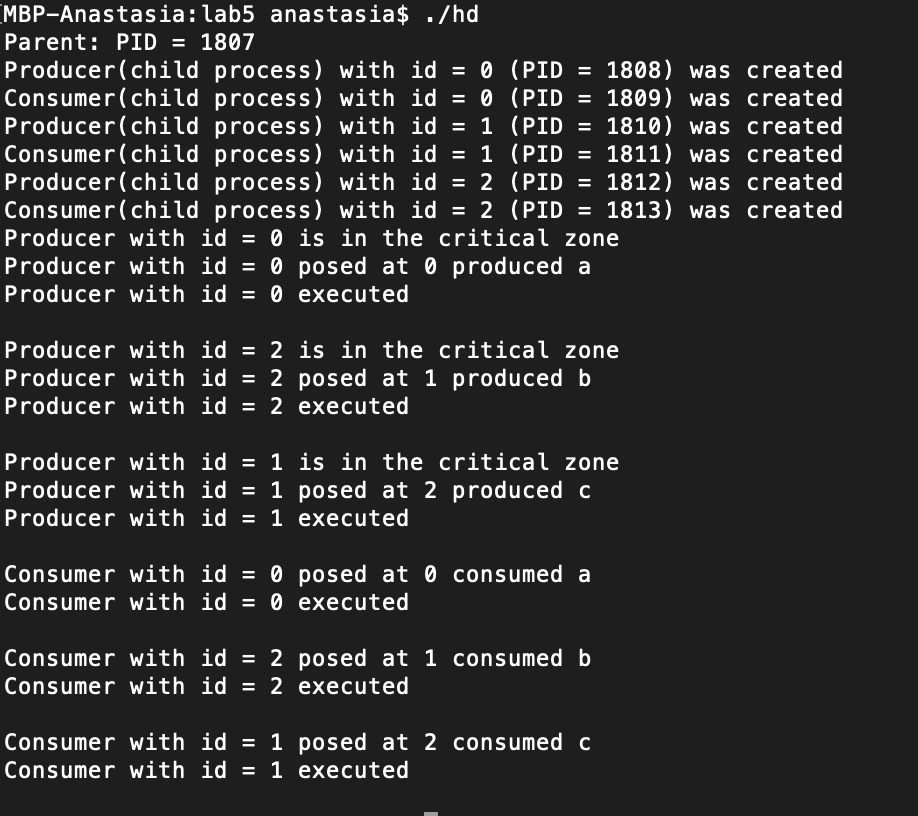 [MBP-Anastasia:lab5 anastasia$ ./hd
Parent: PID = 1807
Producer(child process) with id = 0 (PID = 1808) was created
Consumer(child process) with id = 0 (PID = 1809) was created
Producer(child process) with id = 1 (PID = 1810) was created
Consumer(child process) with id = 1 (PID = 1811) was created
Producer(child process) with id = 2 (PID = 1812) was created
Consumer(child process) with id = 2 (PID = 1813) was created
Producer with id = 0 is in the critical zone
Producer with id = 0 posed at 0 produced a
Producer with id = 0 executed
Producer with id = 2 is in the critical zone
Producer with id = 2 posed at 1 produced b
Producer with id = 2 executed
Producer with id = 1 is in the critical zone
Producer with id = 1 posed at 2 produced c
Producer with id = 1 executed
Consumer with id = 0 posed at 0 consumed a
Consumer with id = 0 executed
Consumer with id = 2 posed at 1 consumed b
Consumer with id = 2 executed
Consumer with id = 1 posed at 2 consumed c
Consumer with id = 1 executed